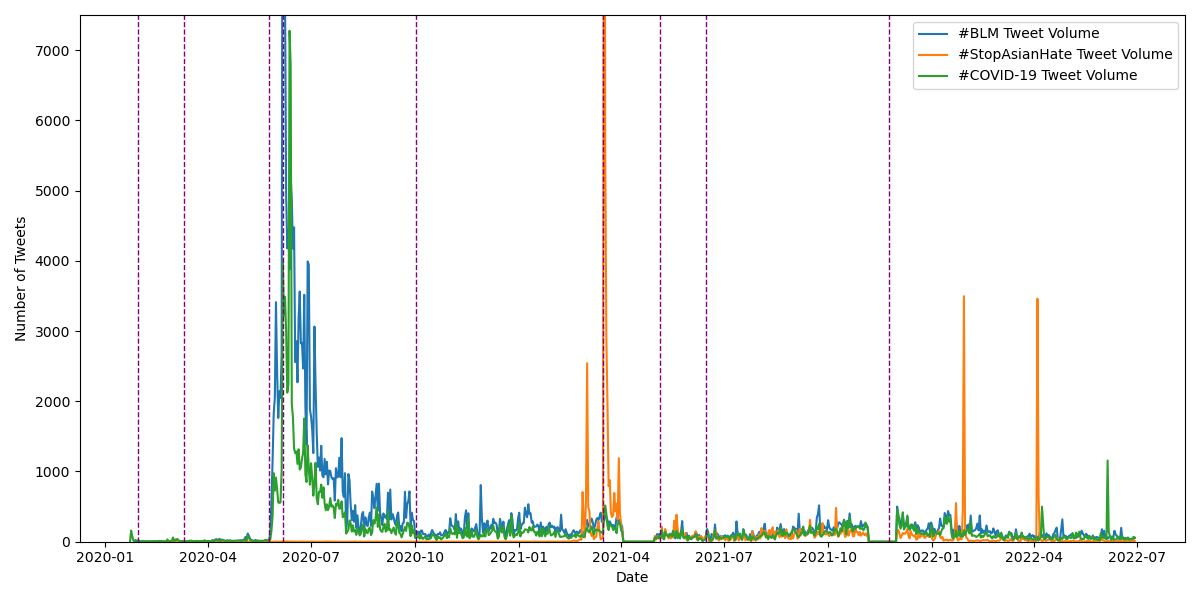 #BLM Tweet Volume
#StopAsianHate Tweet Volume
#COVID-19 Tweet Volume
Number of Tweets
7000
6000
5000
4000
3000
2000
1000
0
2020-01 2020-04 2020-07 2020-10 2021-01 2021-04 2021-07 2021-10 2022-01 2022-04 2022-07
Date